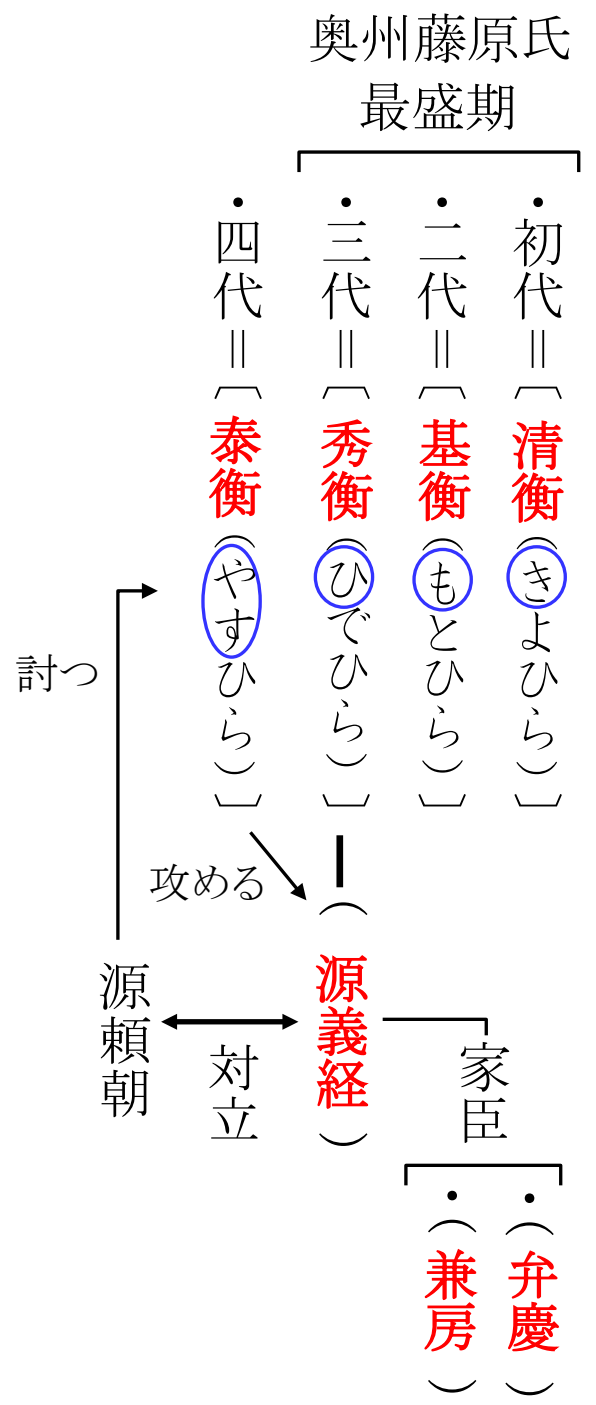 奥州藤原氏
最盛期
・初代＝〔清衡（きよひら）〕
・二代＝〔基衡（もとひら）〕
・三代＝〔秀衡（ひでひら）〕
・四代＝〔泰衡（やすひら）〕
討つ
攻める
（源義経）
対立
源頼朝
家臣
・（弁慶）
・（兼房）